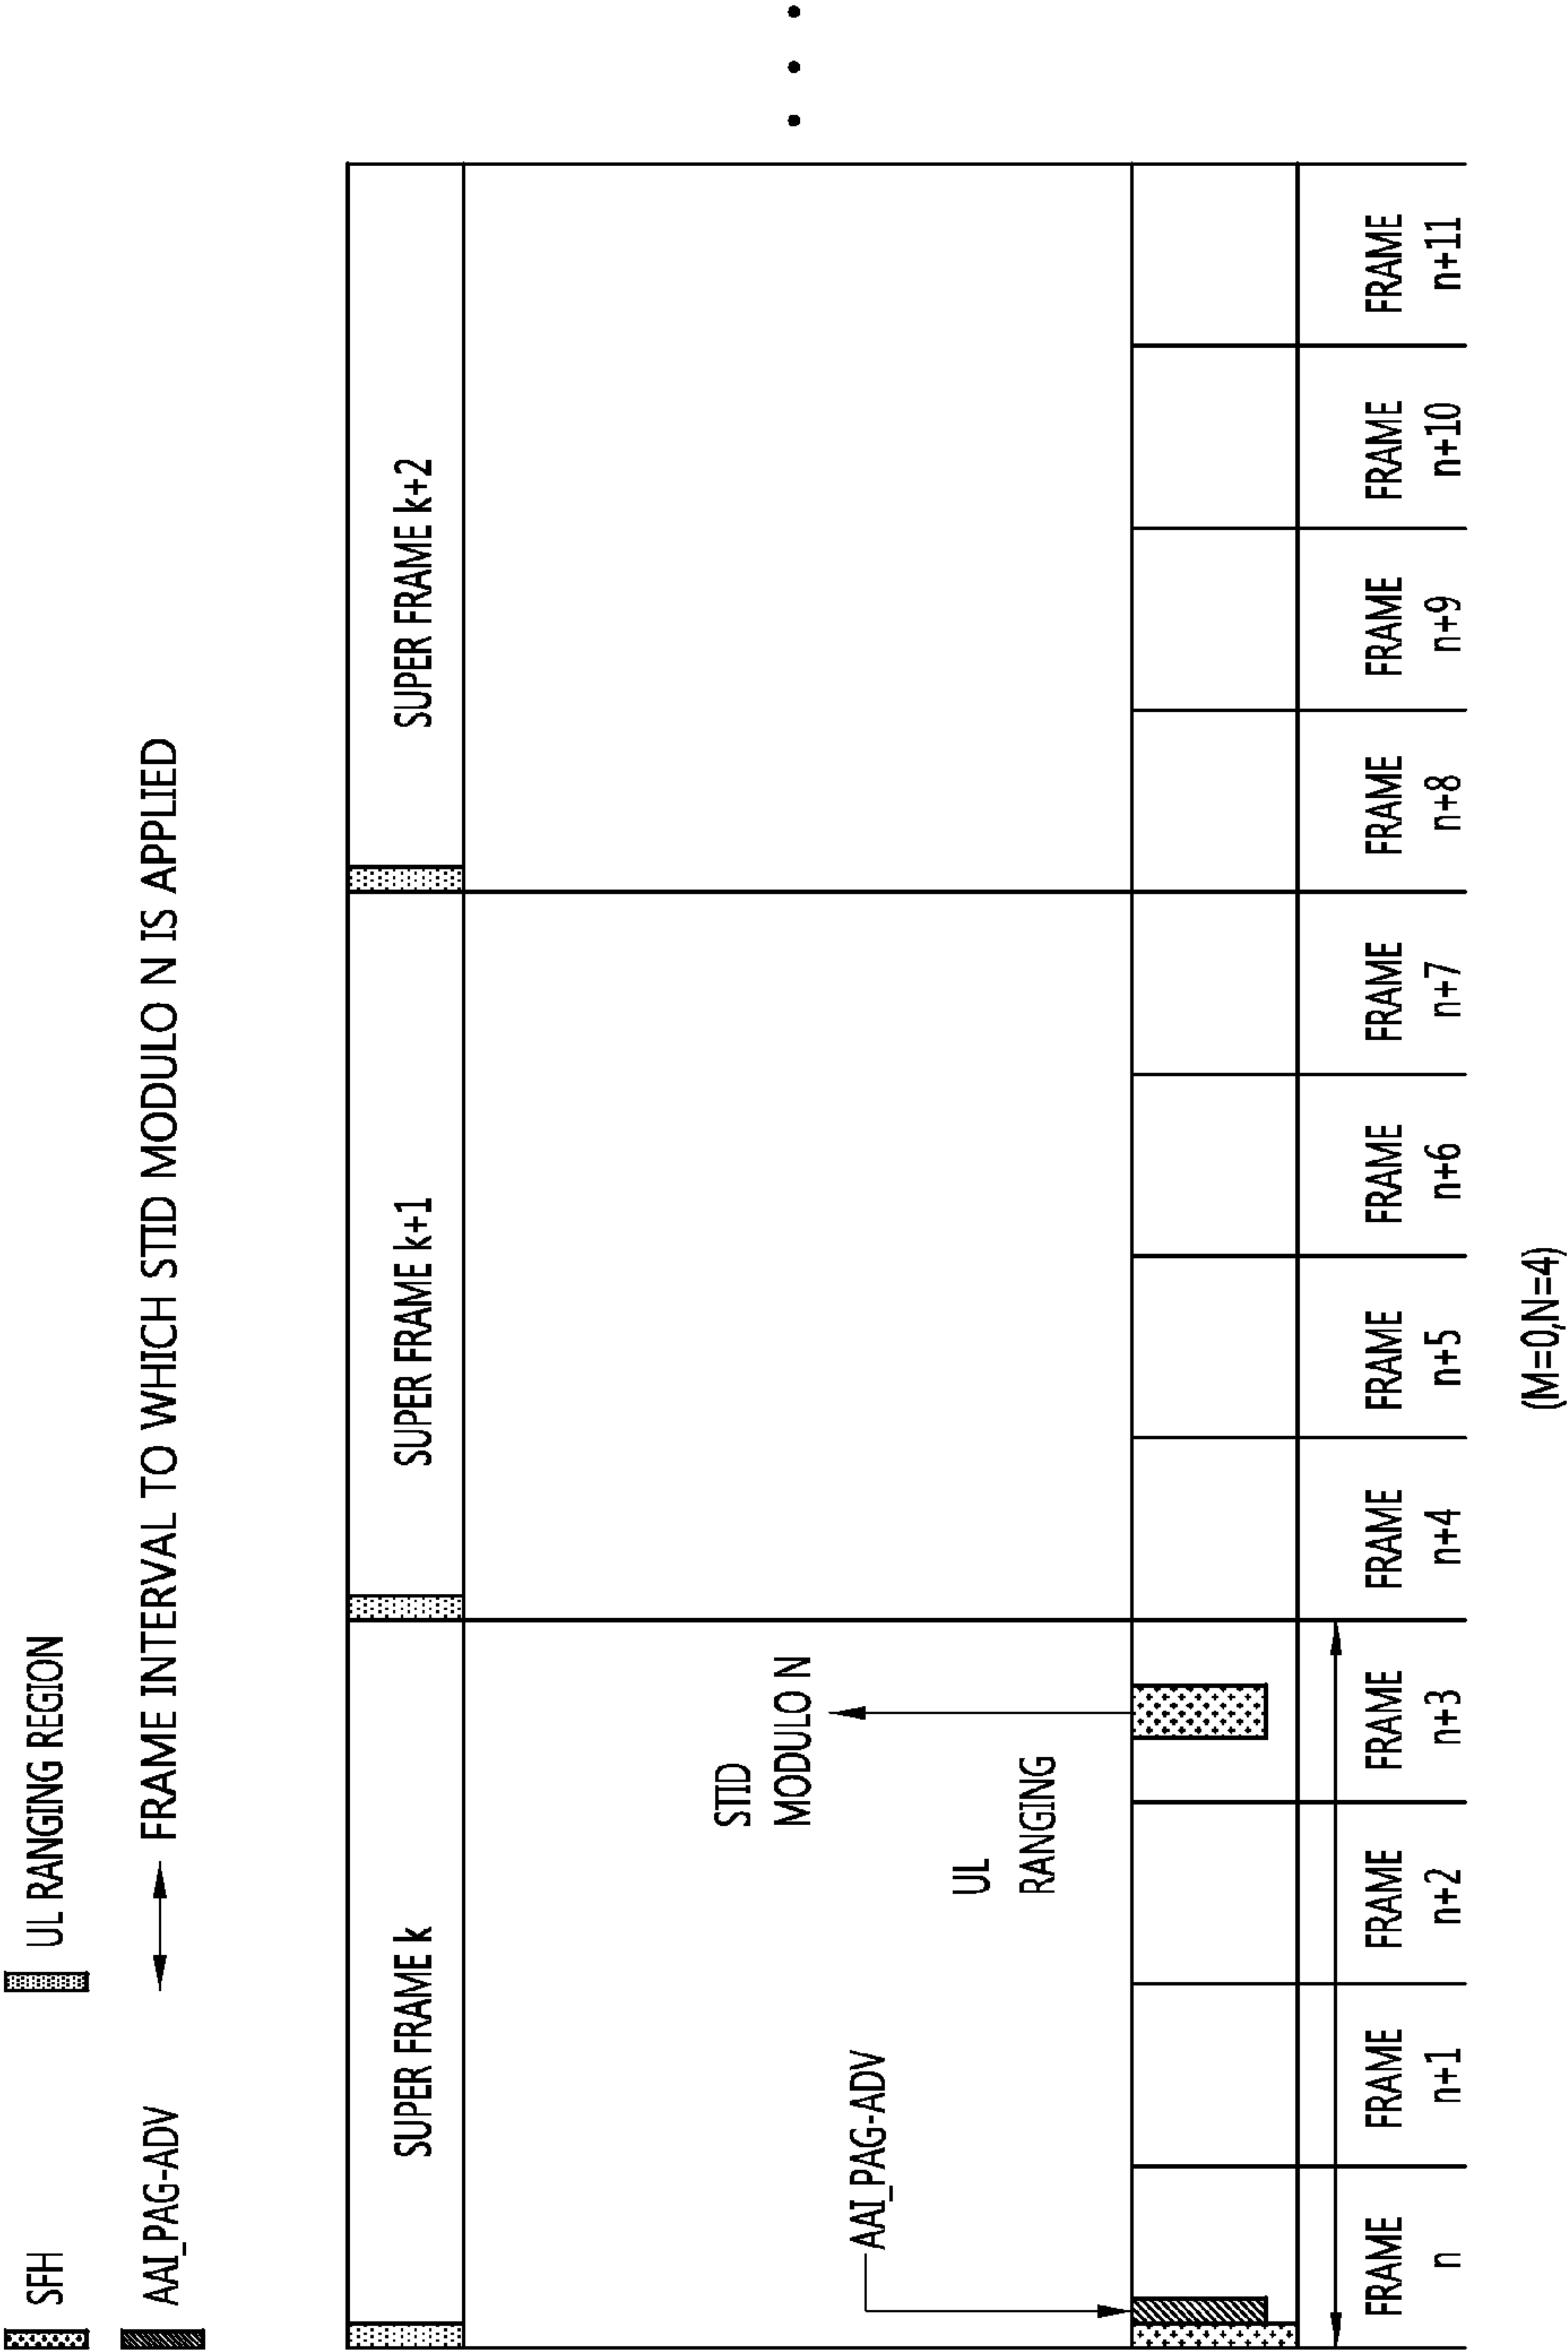 SFH
UL RANGING REGION
AAI_PAG-ADV
FRAME INTERVAL TO WHICH STID MODULO N IS APPLIED
SUPER FRAME k
SUPER FRAME k+1
SUPER FRAME k+2
STID
MODULO N
AAI_PAG-ADV
UL
RANGING
FRAME
n
FRAME
n+1
FRAME
n+2
FRAME
n+3
FRAME
n+4
FRAME
n+5
FRAME
n+6
FRAME
n+7
FRAME
n+8
FRAME
n+9
FRAME
n+10
FRAME
n+11
(M=0,N=4)